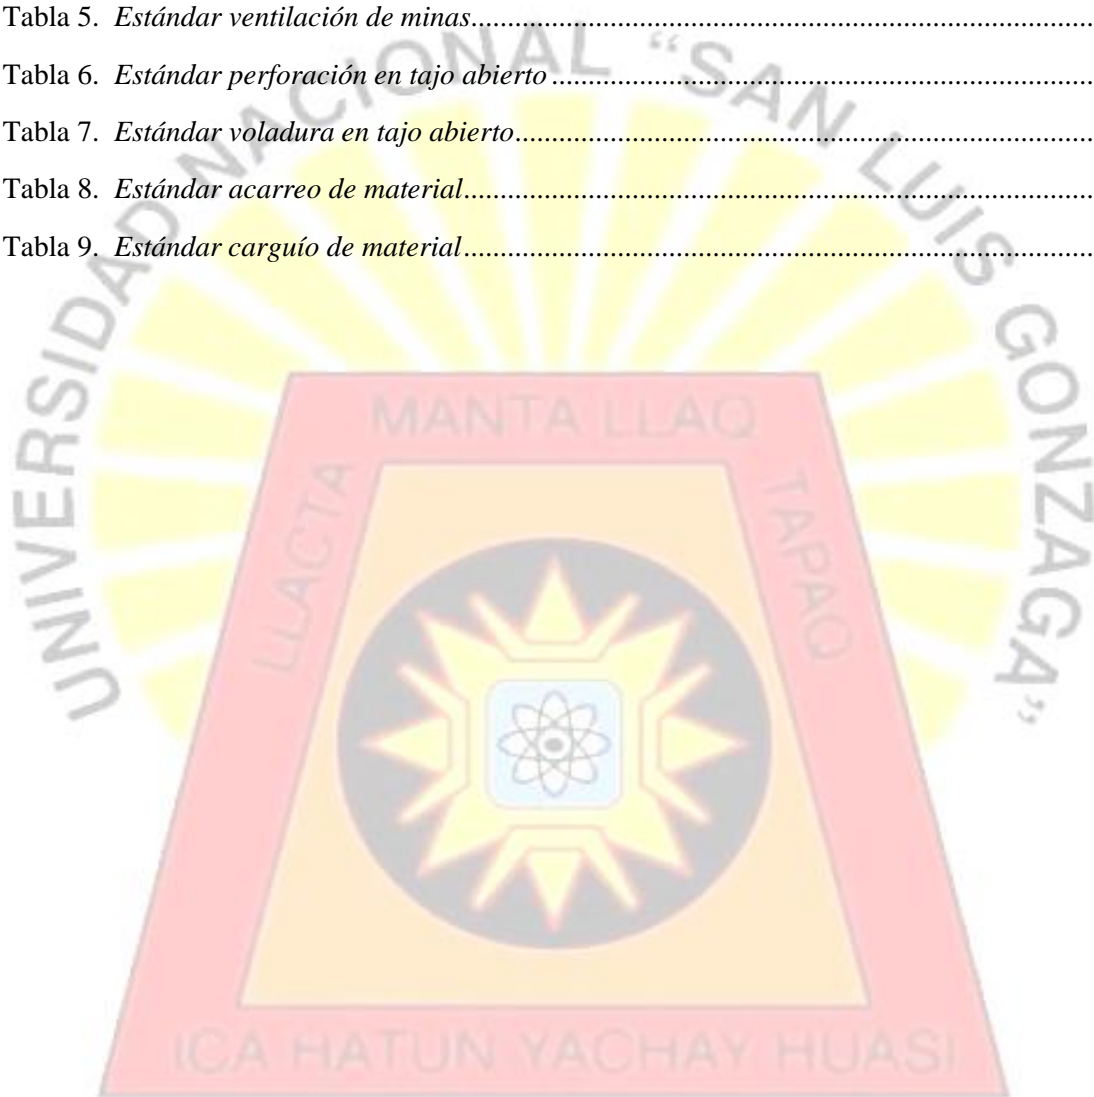 Tabla 5. Estándar ventilación de minas..........................................................................................
Tabla 6. Estándar perforación en tajo abierto..........................................................................
Tabla 7. Estándar voladura en tajo abierto................................................................................
Tabla 8. Estándar acarreo de material..........................................................................................
Tabla 9. Estándar carguío de material..........................................................................................
UNIVERSIDAD NACIONAL “SAN LUIS GONZAGA”
MANTA LLAQ
LLACTA
TAPAQ
ICA HATUN YACHAY HUASI